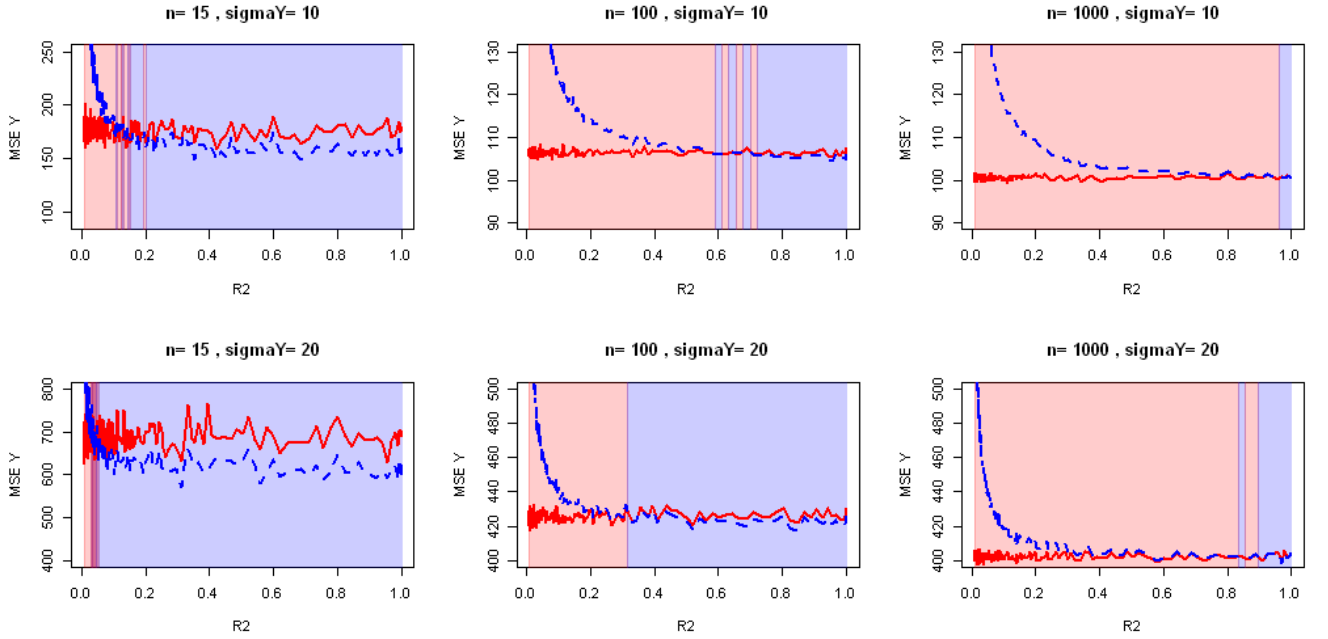 n= 15 , sigmaY= 10
n= 100 , sigmaY= 10
n= 1000 , sigmaY= 10
MSE Y
250
200
150
100
0.0 0.2 0.4 0.6 0.8 1.0
R2
MSE Y
130
120
110
100
90
0.0 0.2 0.4 0.6 0.8 1.0
R2
MSE Y
130
120
110
100
90
0.0 0.2 0.4 0.6 0.8 1.0
R2
n= 15 , sigmaY= 20
n= 100 , sigmaY= 20
n= 1000 , sigmaY= 20
MSE Y
800
700
600
500
400
0.0 0.2 0.4 0.6 0.8 1.0
R2
MSE Y
500
480
460
440
420
400
0.0 0.2 0.4 0.6 0.8 1.0
R2
MSE Y
500
480
460
440
420
400
0.0 0.2 0.4 0.6 0.8 1.0
R2